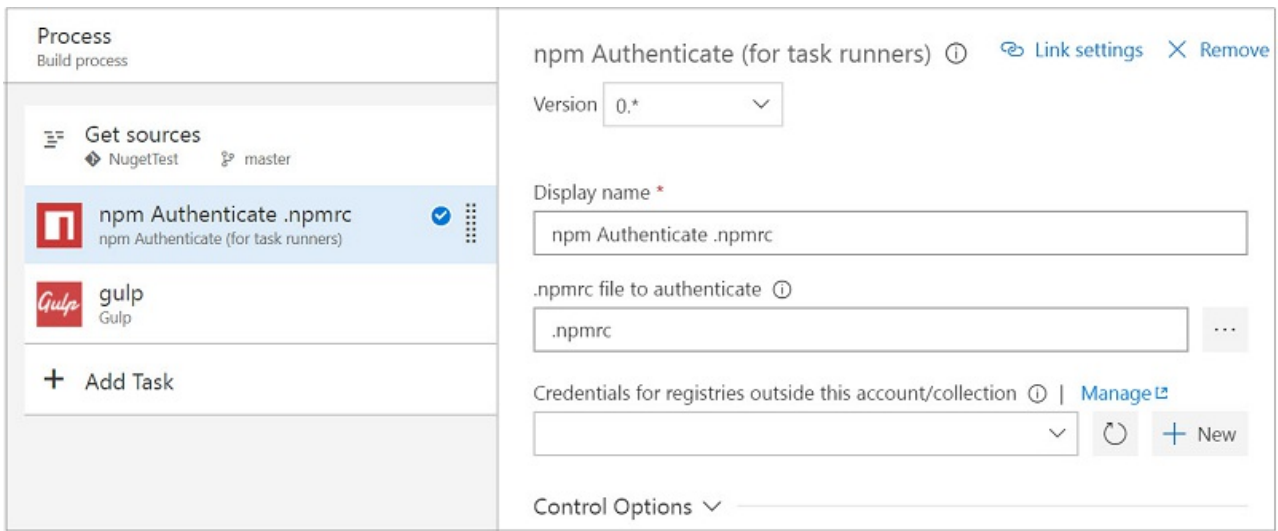 Process
Build process
Get sources
NugetTest master
npm Authenticate .npmrc
npm Authenticate (for task runners)
Gulp
gulp
Gulp
+ Add Task
npm Authenticate (for task runners) Link settings Remove
Version 0.*
Display name *
npm Authenticate .npmrc
.npmrc file to authenticate
.npmrc
...
Credentials for registries outside this account/collection | Manage
+ New
Control Options